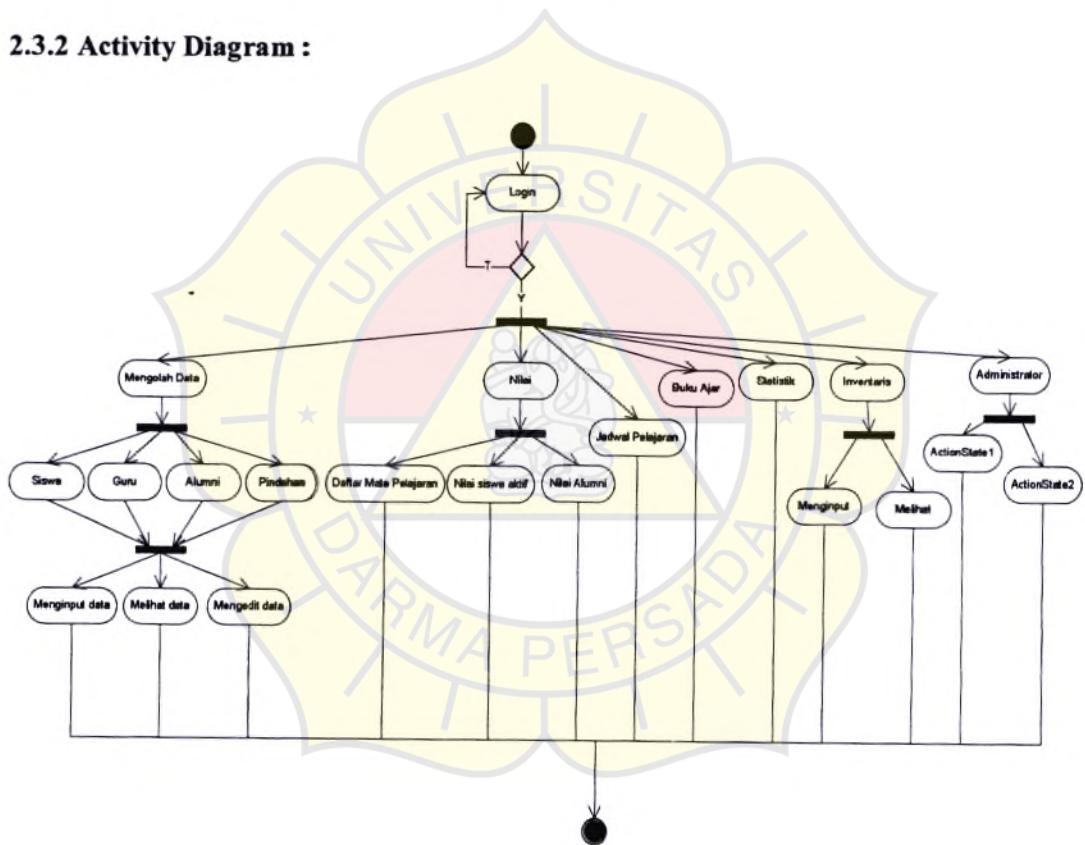 2.3.2 Activity Diagram :
Login
T
Y
Mengolah Data
Nilai
Jadwal Pelajaran
Buku Ajar
Statistik
Inventaris
Administrator
Siswa
Guru
Alumni
Pindahan
Daftar Mata Pelajaran
Nilai siswa aktif
Nilai Alumni
Menginput
Melihat
ActionState1
ActionState2
Menginput data
Melihat data
Mengedit data
UNIVERSITAS
DARMA PERSADA